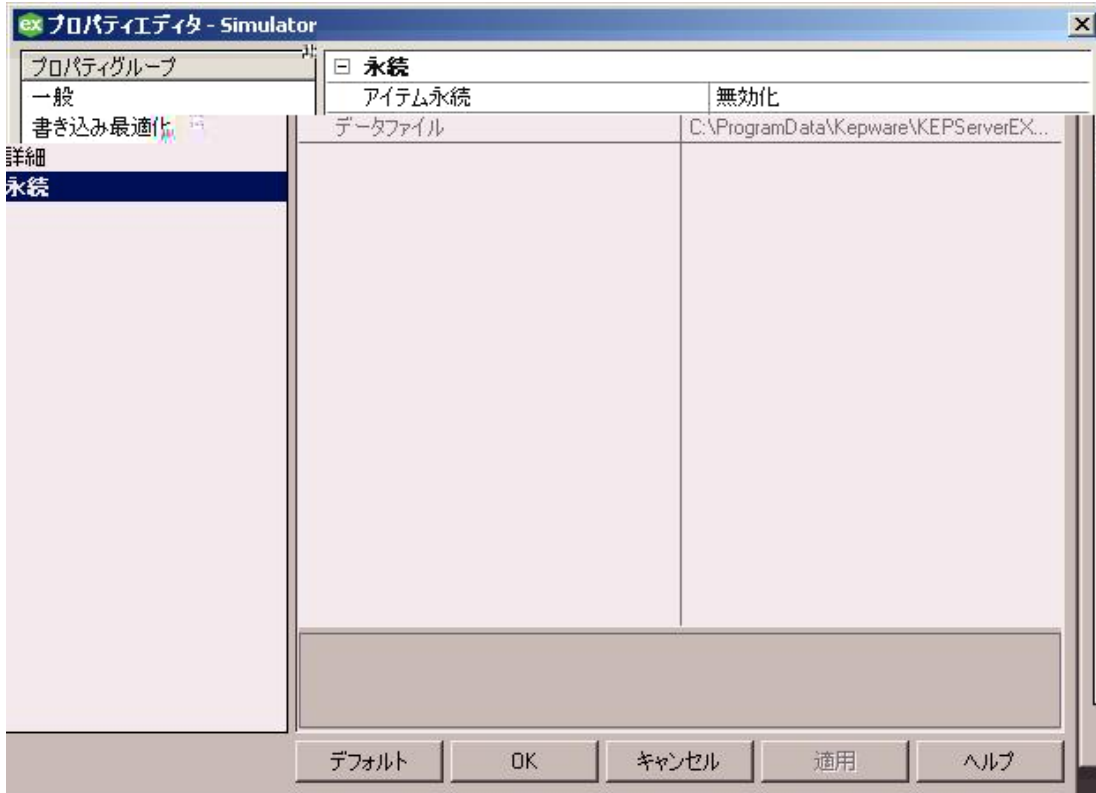 ex プロパティエディタ - Simulator
プロパティグループ
一般
書き込み最適化
詳細
永続
永続
アイテム永続 無効化
データファイル C:\ProgramData\Kepware\KEPServerEX...
デフォルト OK キャンセル 適用 ヘルプ